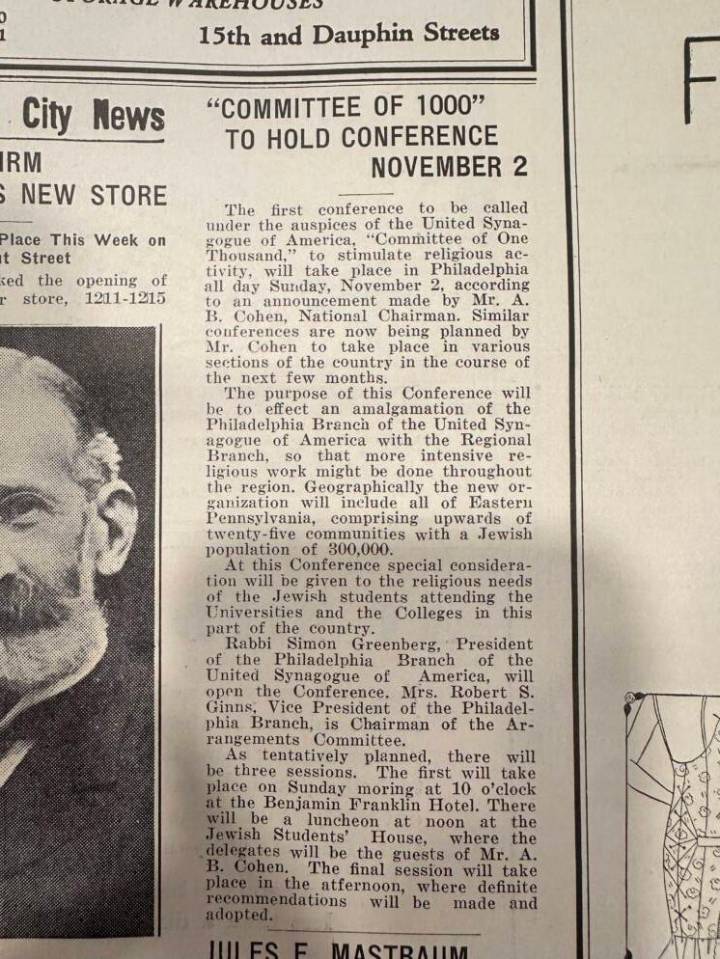 WAREHOUSES
15th and Dauphin Streets
City News
NEW STORE
Place This Week on
Street
the opening of
store, 1211-1215
"COMMITTEE OF 1000"
TO HOLD CONFERENCE
NOVEMBER 2
The first conference to be called
under the auspices of the United Syna-
gogue of America, "Committee of One
Thousand," to stimulate religious ac-
tivity, will take place in Philadelphia
all day Sunday, November 2, according
to an announcement made by Mr. A.
B. Cohen, National Chairman. Similar
conferences are now being planned by
Mr. Cohen to take place in various
sections of the country in the course of
the next few months.
The purpose of this Conference will
be to effect an amalgamation of the
Philadelphia Branch of the United Syn-
agogue of America with the Regional
Branch, so that more intensive re-
ligious work might be done throughout
the region. Geographically the new or-
ganization will include all of Eastern
Pennsylvania, comprising upwards of
twenty-five communities with a Jewish
population of 300,000.
At this Conference special considera-
tion will be given to the religious needs
of the Jewish students attending the
Universities and the Colleges in this
part of the country.
Rabbi Simon Greenberg, President
of the Philadelphia Branch of the
United Synagogue of America, will
open the Conference. Mrs. Robert S.
Ginns, Vice President of the Philadel-
phia Branch, is Chairman of the Ar-
rangements Committee.
As tentatively planned, there will
be three sessions. The first will take
place on Sunday moring at 10 o'clock
at the Benjamin Franklin Hotel. There
will be a luncheon at noon at the
Jewish Students' House, where the
delegates will be the guests of Mr. A.
B. Cohen. The final session will take
place in the atfernoon, where definite
recommendations will be made and
adopted.
JULES E. MASTBAUM